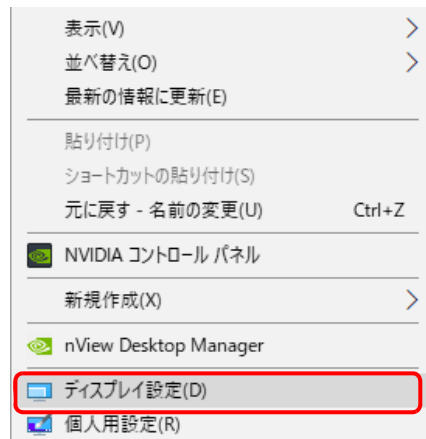 表示(V)
並べ替え(O)
最新の情報に更新(E)
貼り付け(P)
ショートカットの貼り付け(S)
元に戻す - 名前の変更(U) Ctrl+Z
NVIDIA コントロール パネル
新規作成(X)
nView Desktop Manager
ディスプレイ設定(D)
個人用設定(R)